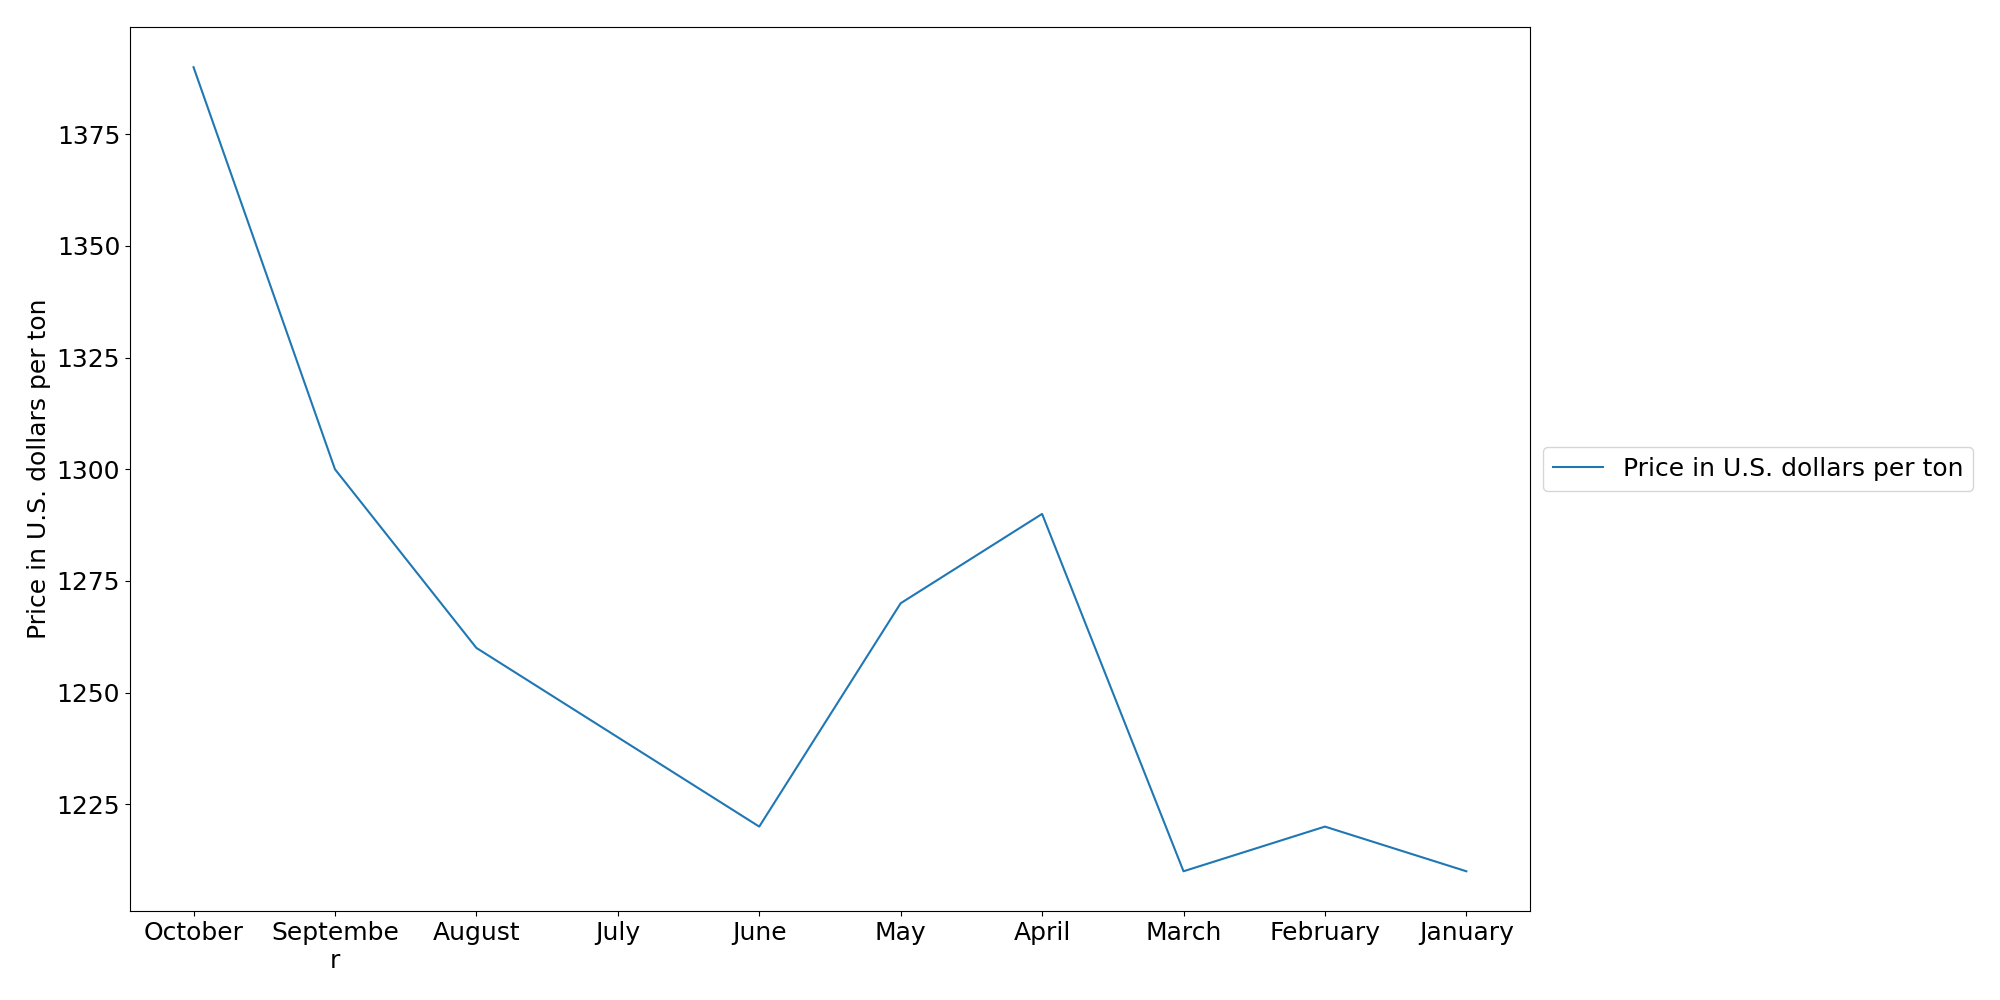 Price in U.S. dollars per ton
1375
1350
1325
1300
1275
1250
1225
October
Septembe
r
August
July
June
May
April
March
February
January
Price in U.S. dollars per ton